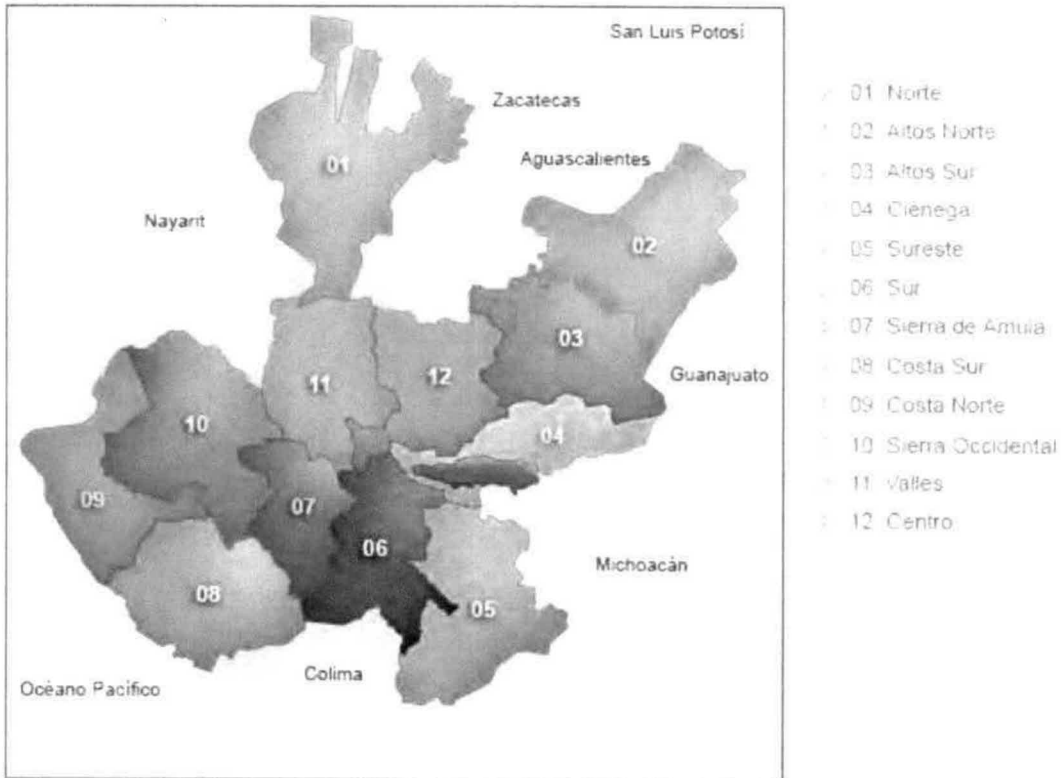 San Luis Potosí
Zacatecas
Aguascalientes
Nayarit
Guanajuato
Michoacán
Colima
Océano Pacífico
01
02
03
12
11
04
10
09
07
06
08
05
01 Norte
02 Altos Norte
03 Altos Sur
04 Cienega
05 Sureste
06 Sur
07 Sierra de Amula
08 Costa Sur
09 Costa Norte
10 Sierra Occidental
11 Valles
12 Centro